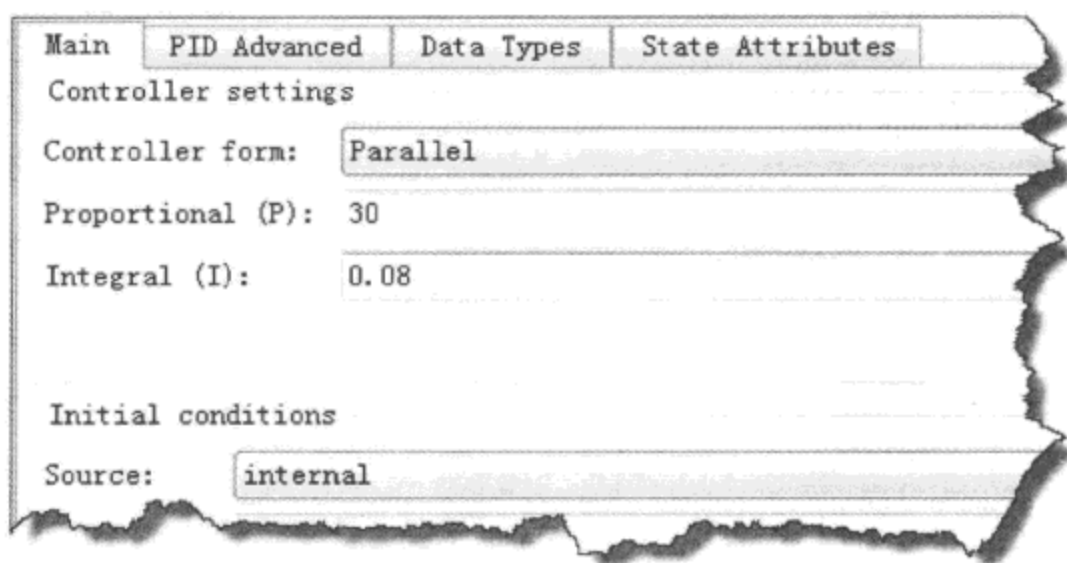 Main PID Advanced Data Types State Attributes
Controller settings
Controller form: Parallel
Proportional (P): 30
Integral (I): 0.08
Initial conditions
Source: internal